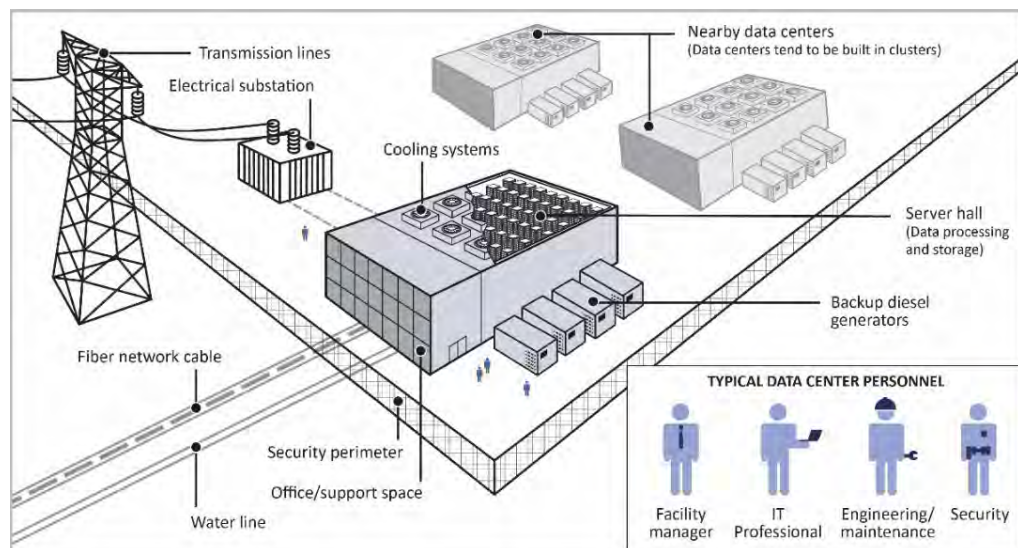 Transmission lines
Electrical substation
Cooling systems
Nearby data centers
(Data centers tend to be built in clusters)
Server hall
(Data processing
and storage)
Backup diesel
generators
Fiber network cable
Security perimeter
Office/support space
Water line
TYPICAL DATA CENTER PERSONNEL
Facility
manager
IT
Professional
Engineering/
maintenance
Security